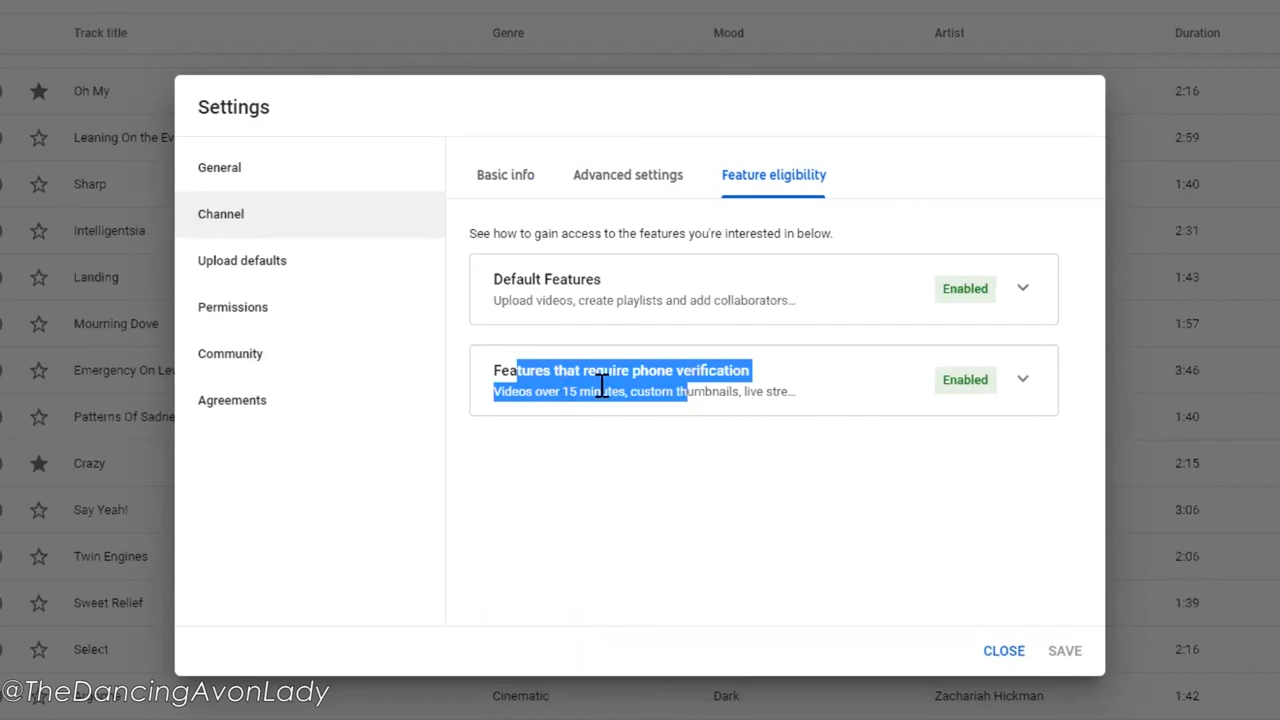 Track title Genre Mood Artist Duration
Oh My 2:16
Leaning On the Ev 2:59
Sharp 1:40
Intelligentsia 2:31
Landing 1:43
Mourning Dove 1:57
Emergency On Lev 3:46
Patterns Of Sade 1:40
Crazy 2:15
Say Yeah! 3:06
Twin Engines 2:06
Sweet Relief 1:39
Select 2:16
Cinematic Dark Zachariah Hickman 1:42
Settings
General
Channel
Upload defaults
Permissions
Community
Agreements
Basic info Advanced settings Feature eligibility
See how to gain access to the features you're interested in below.
Default Features
Upload videos, create playlists and add collaborators...
Enabled
Features that require phone verification
Videos over 15 minutes, custom thumbnails, live stre...
Enabled
CLOSE SAVE
@TheDancingAvonLady